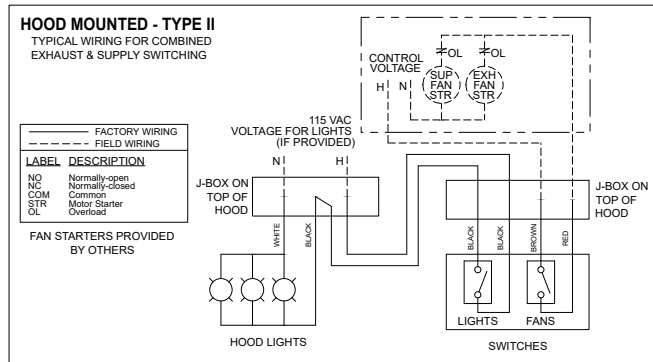 HOOD MOUNTED - TYPE II
TYPICAL WIRING FOR COMBINED
EXHAUST & SUPPLY SWITCHING
FACTORY WIRING
FIELD WIRING
LABEL DESCRIPTION
NO Normally-open
NC Normally-closed
COM Common
STR Motor Starter
OL Overload
FAN STARTERS PROVIDED
BY OTHERS
OL
OL
CONTROL
VOLTAGE
H N
SUP
FAN
STR
EXH
FAN
STR
115 VAC
VOLTAGE FOR LIGHTS
(IF PROVIDED)
N H
J-BOX ON
TOP OF
HOOD
J-BOX ON
TOP OF
HOOD
WHITE
BLACK
BLACK
BLACK
BROWN
RED
HOOD LIGHTS
LIGHTS FANS
SWITCHES